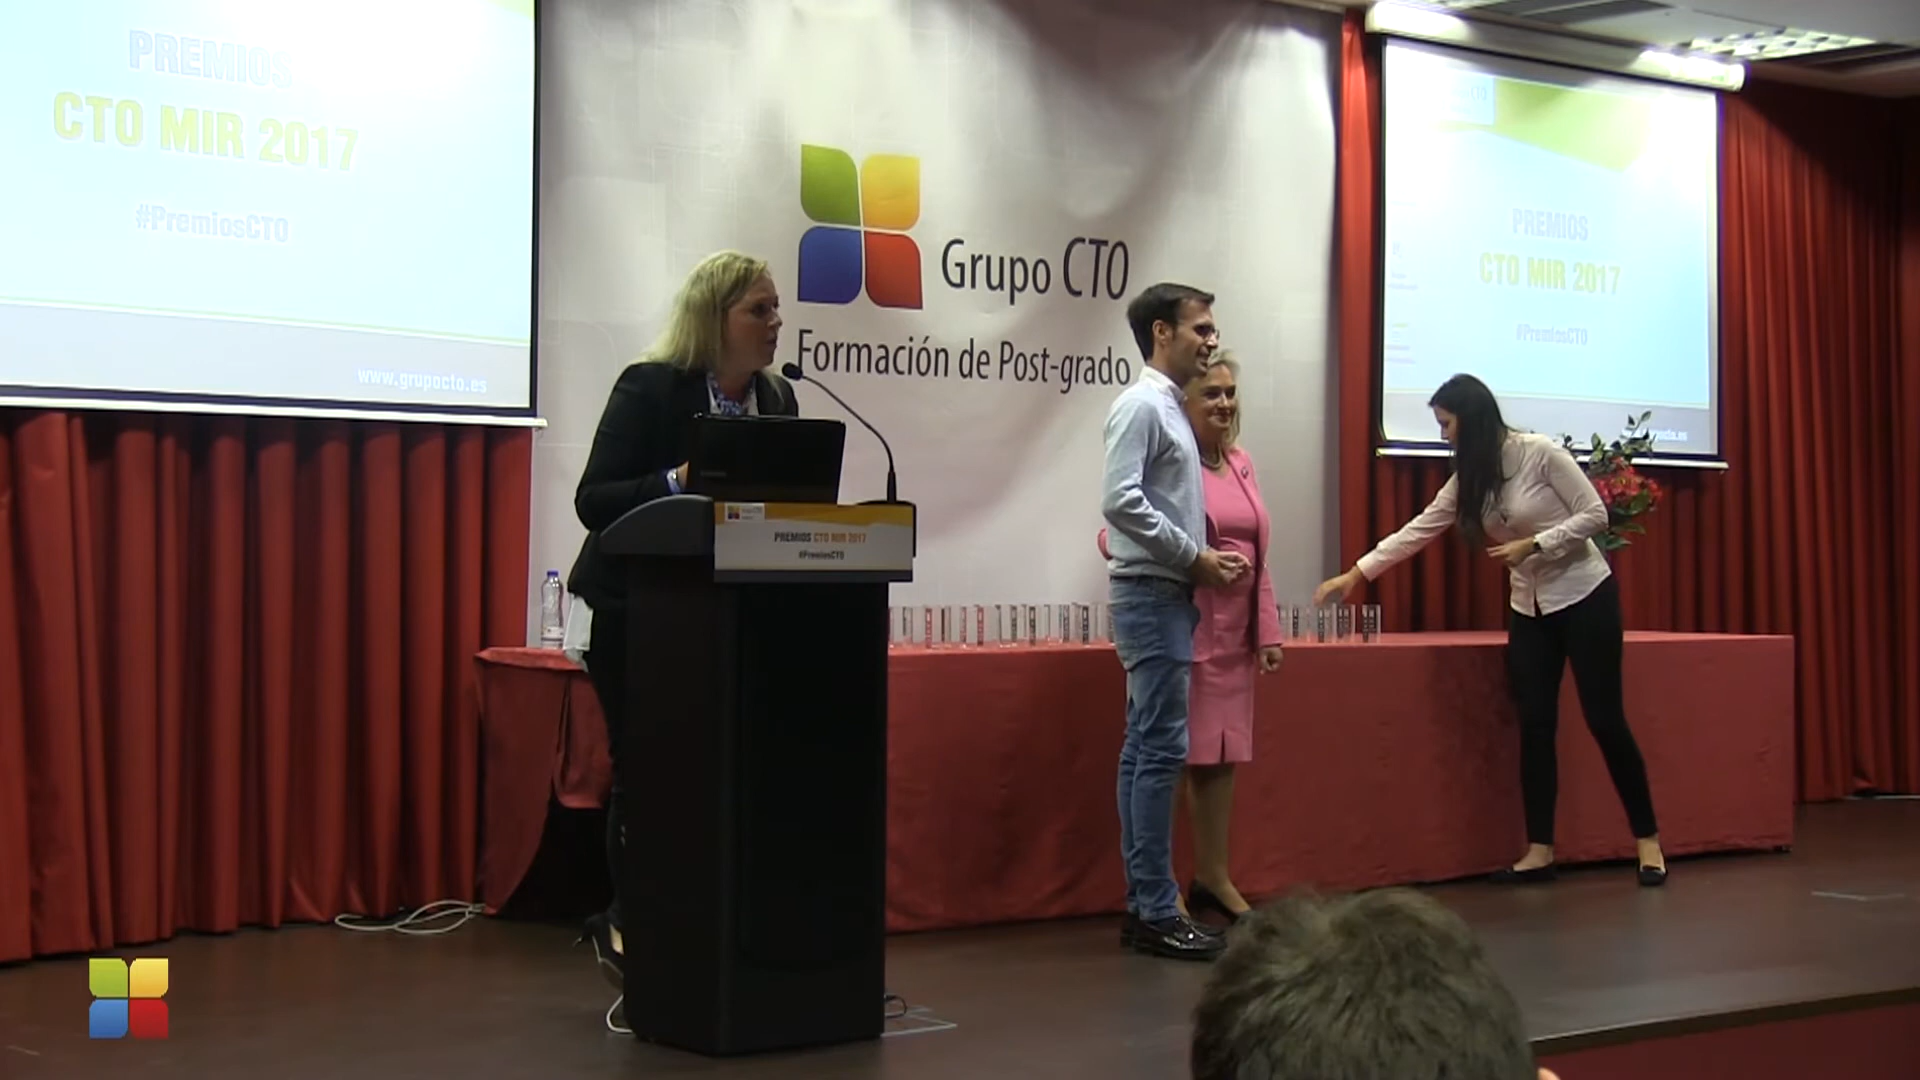 PREMIOS
CTO MIR 2017
#PremiosCTO
www.grupocto.es
Grupo CTO
Formación de Post-grado
PREMIOS
CTO MIR 2017
#PremiosCTO
PREMIOS CTO MIR 2017
#PremiosCTO